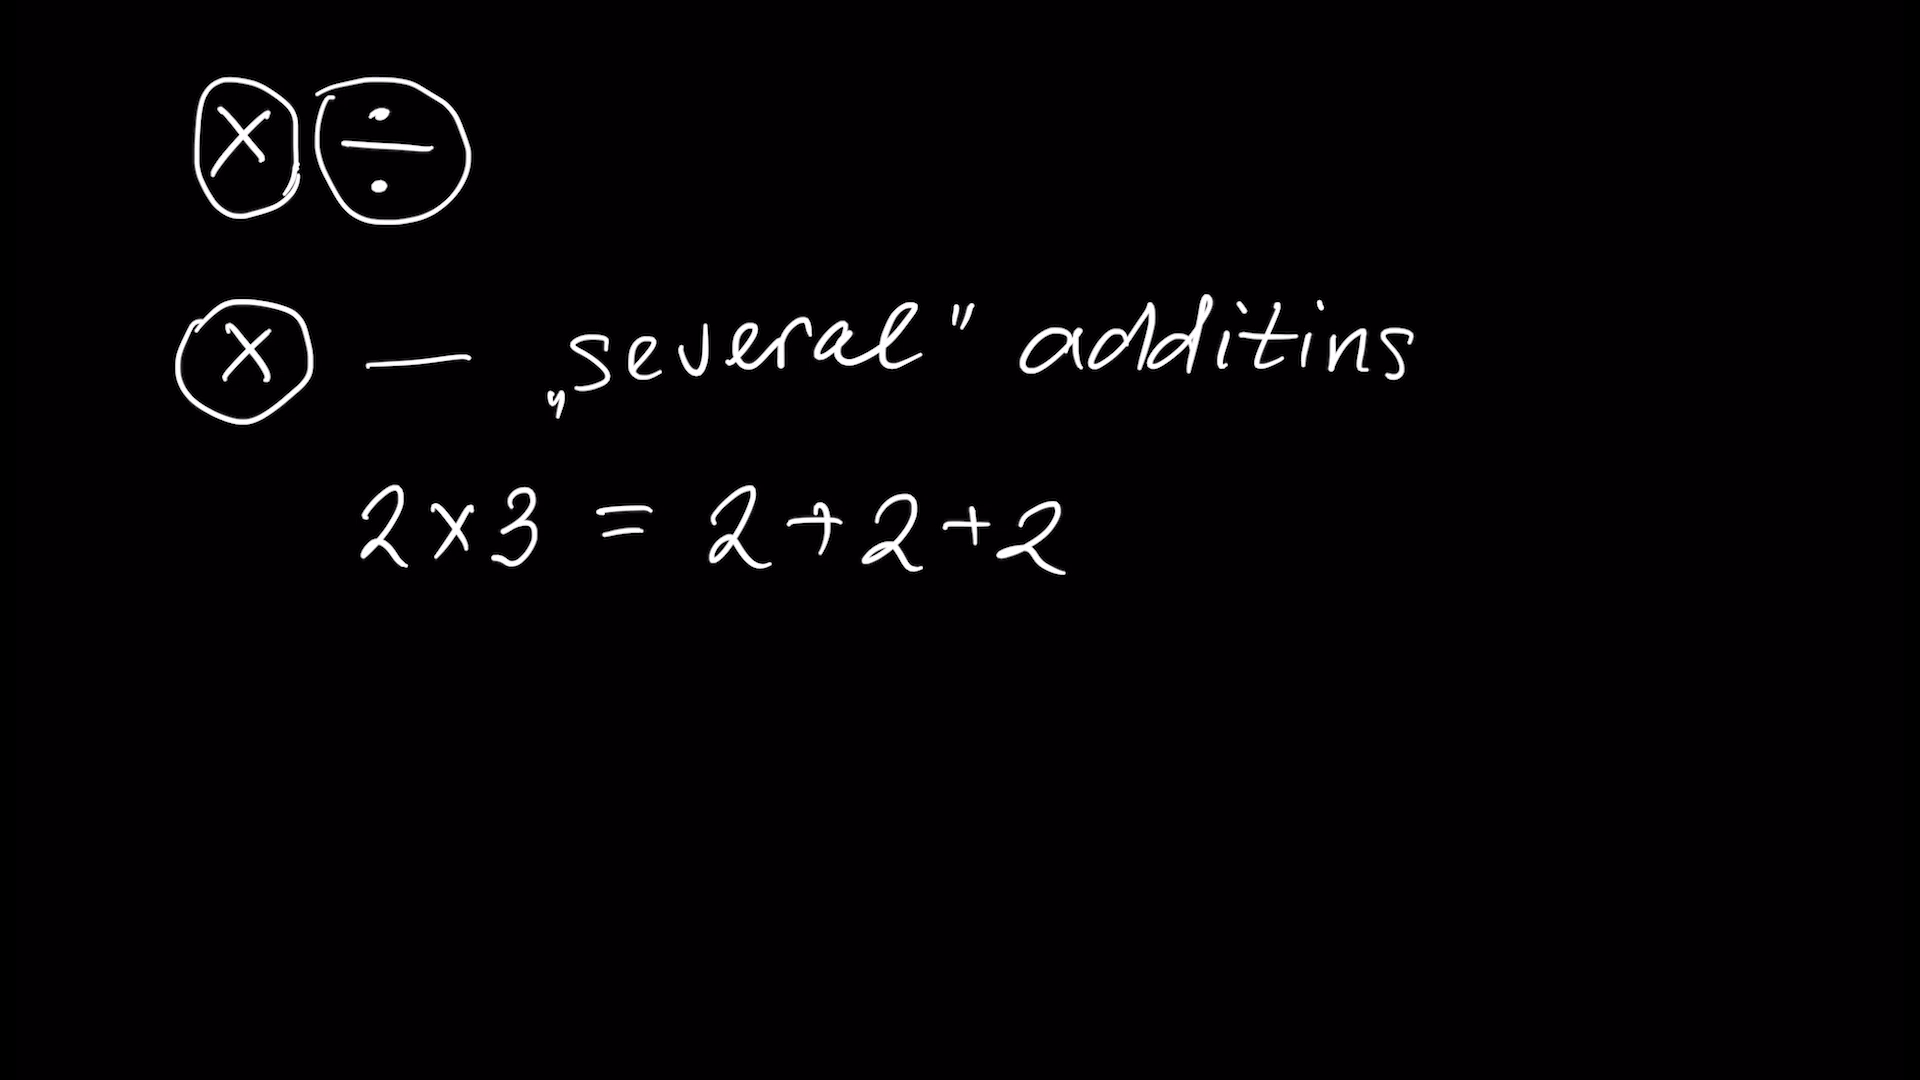 × ÷
× — „several" additins
2×3 = 2+2+2